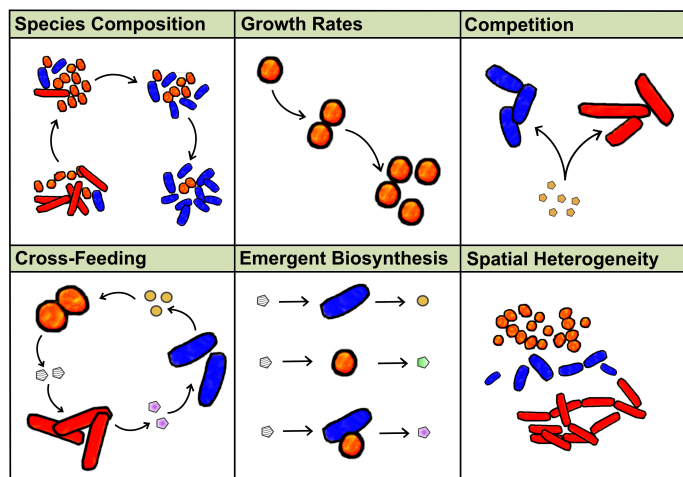 Species Composition
Growth Rates
Competition
Cross-Feeding
Emergent Biosynthesis
Spatial Heterogeneity